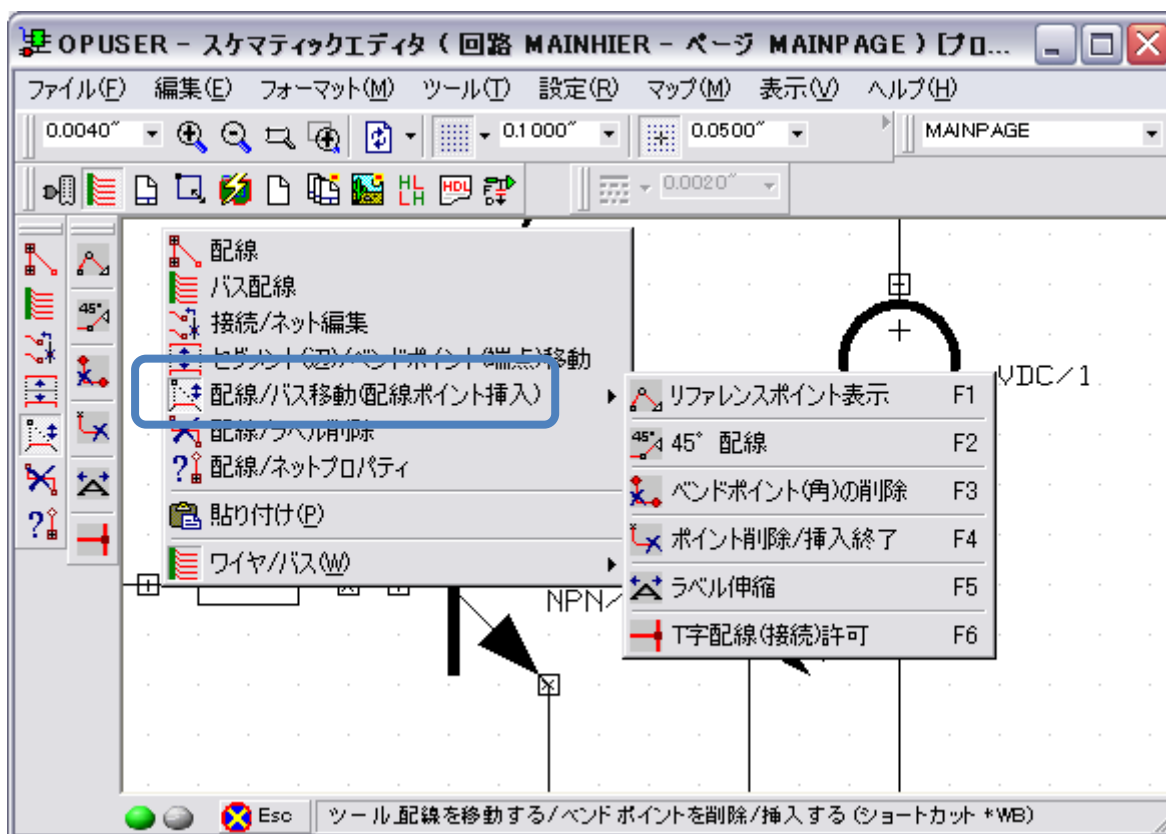 OPUSER - スケマティックエディタ ( 回路 MAINHIER - ページ MAINPAGE ) [プロ...
ファイル(F) 編集(E) フォーマット(M) ツール(T) 設定(R) マップ(M) 表示(V) ヘルプ(H)
0.0040" 0.1000" 0.0500" MAINPAGE
HL LH HDL 0.0020"
45°
配線
バス配線
接続/ネット編集
セグメント(辺)/ベンドポイント(端点)移動
配線/バス移動(配線ポイント挿入)
配線/ラベル削除
配線/ネットプロパティ
貼り付け(P)
ワイヤ/バス(W)
リファレンスポイント表示 F1
45° 45° 配線 F2
ベンドポイント(角)の削除 F3
ポイント削除/挿入終了 F4
ラベル伸縮 F5
T字配線(接続)許可 F6
VDC/1
NPN/
Esc ツール_配線を移動する/ベンドポイントを削除/挿入する (ショートカット *WB)